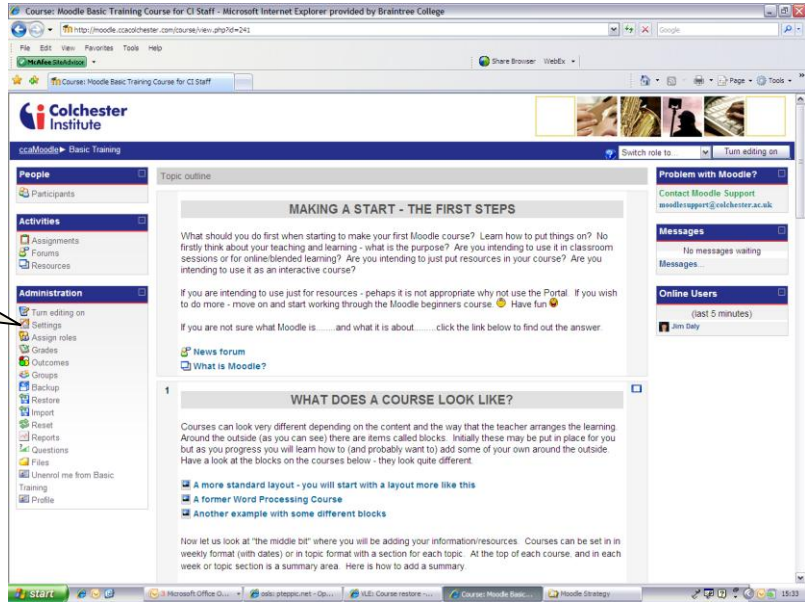 Course: Moodle Basic Training Course for CI Staff - Microsoft Internet Explorer provided by Braintree College
http://moodle.ccacolchester.com/course/view.php?id=241
Google
File Edit View Favorites Tools Help
McAfee SiteAdvisor
Share Browser WebEx
Course: Moodle Basic Training Course for CI Staff
Page Tools
Colchester
Institute
ccaMoodle ► Basic Training
Switch role to...
Turn editing on
People
Participants
Activities
Assignments
Forums
Resources
Administration
Turn editing on
Settings
Assign roles
Grades
Outcomes
Groups
Backup
Restore
Import
Reset
Reports
Questions
Files
Unenrol me from Basic
Training
Profile
Topic outline
MAKING A START - THE FIRST STEPS
What should you do first when starting to make your first Moodle course? Learn how to put things on? No
firstly think about your teaching and learning - what is the purpose? Are you intending to use it in classroom
sessions or for online/blended learning? Are you intending to just put resources in your course? Are you
intending to use it as an interactive course?
If you are intending to use just for resources - pehaps it is not appropriate why not use the Portal. If you wish
to do more - move on and start working through the Moodle beginners course. Have fun
If you are not sure what Moodle is.......and what it is about........click the link below to find out the answer.
News forum
What is Moodle?
1
WHAT DOES A COURSE LOOK LIKE?
Courses can look very different depending on the content and the way that the teacher arranges the learning.
Around the outside (as you can see) there are items called blocks. Initially these may be put in place for you
but as you progress you will learn how to (and probably want to) add some of your own around the outside.
Have a look at the blocks on the courses below - they look quite different.
A more standard layout - you will start with a layout more like this
A former Word Processing Course
Another example with some different blocks
Now let us look at "the middle bit" where you will be adding your information/resources. Courses can be set in in
weekly format (with dates) or in topic format with a section for each topic. At the top of each course. and in each
week or topic section is a summary area. Here is how to add a summary.
Problem with Moodle?
Contact Moodle Support
moodlesupport@colchester.ac.uk
Messages
No messages waiting
Messages...
Online Users
(last 5 minutes)
Jim Daly
start
3 Microsoft Office O...
osis: pteppic.net - Op...
VLE: Course restore -...
Course: Moodle Basic...
Moodle Strategy
15:33